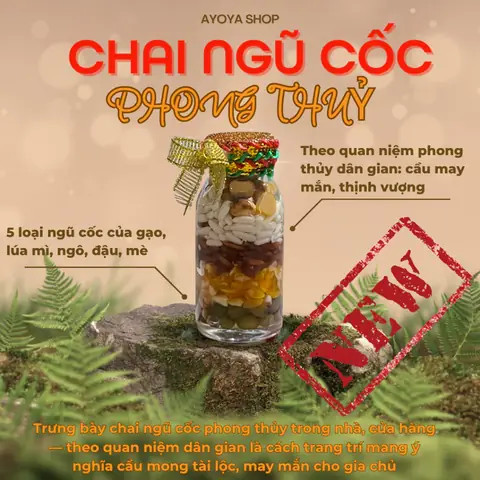 AYOYA SHOP
CHAI NGŨ CỐC
PHONG THUỶ
Theo quan niệm phong
thủy dân gian: cầu may
mắn, thịnh vượng
5 loại ngũ cốc của gạo,
lúa mì, ngô, đậu, mè
NEW
Trưng bày chai ngũ cốc phong thủy trong nhà, cửa hàng
— theo quan niệm dân gian là cách trang trí mang ý
nghĩa cầu mong tài lộc, may mắn cho gia chủ